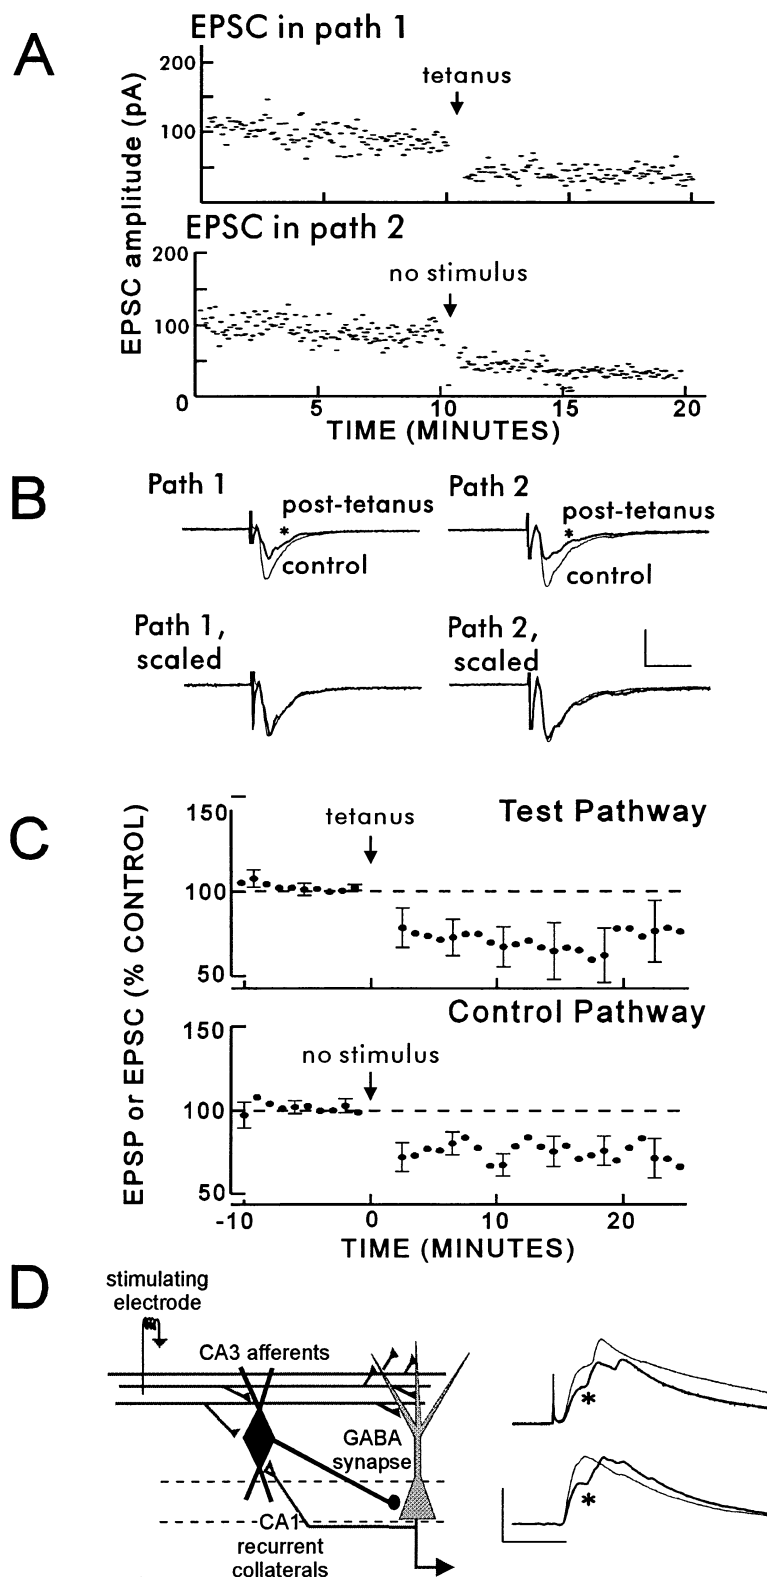 A
EPSC in path 1
EPSC amplitude (pA)
200
100
tetanus
EPSC in path 2
200
100
0
no stimulus
5
10
15
20
TIME (MINUTES)
B
Path 1
post-tetanus
*
control
Path 2
post-tetanus
*
control
Path 1,
scaled
Path 2,
scaled
C
EPSP or EPSC (% CONTROL)
150
100
50
tetanus
Test Pathway
Control Pathway
150
100
50
no stimulus
-10
0
10
20
TIME (MINUTES)
D
stimulating
electrode
CA3 afferents
GABA
synapse
CA1
recurrent
collaterals
*
*